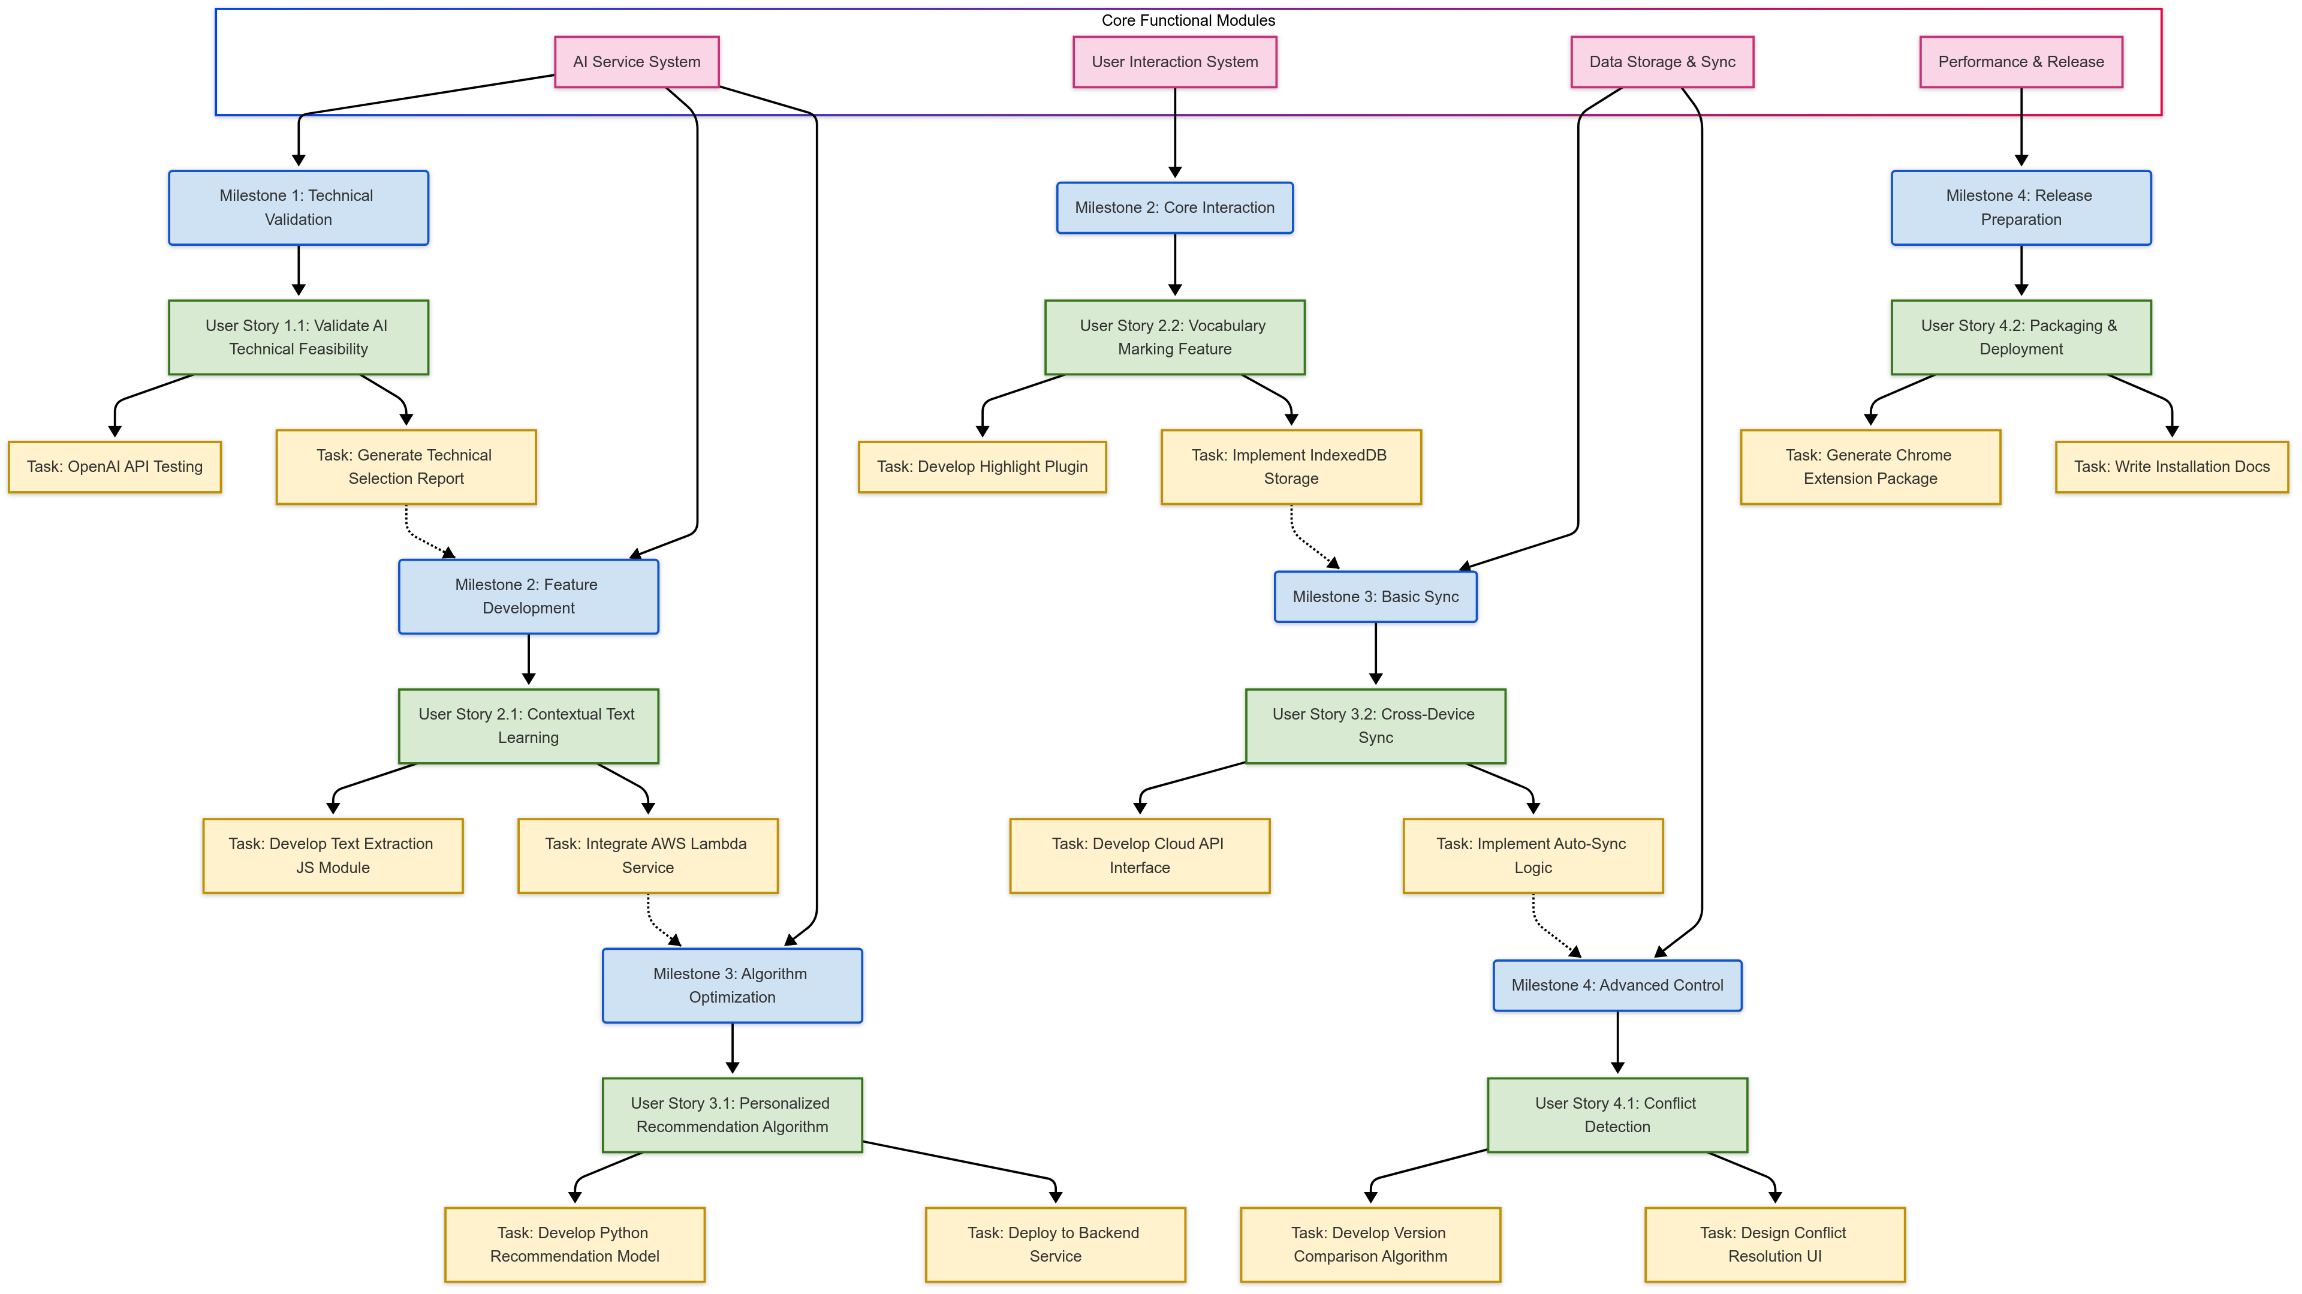 Core Functional Modules
AI Service System
User Interaction System
Data Storage & Sync
Performance & Release
Milestone 1: Technical
Validation
Milestone 2: Core Interaction
Milestone 4: Release
Preparation
User Story 1.1: Validate AI
Technical Feasibility
User Story 2.2: Vocabulary
Marking Feature
User Story 4.2: Packaging &
Deployment
Task: OpenAI API Testing
Task: Generate Technical
Selection Report
Task: Develop Highlight Plugin
Task: Implement IndexedDB
Storage
Task: Generate Chrome
Extension Package
Task: Write Installation Docs
Milestone 2: Feature
Development
Milestone 3: Basic Sync
User Story 2.1: Contextual Text
Learning
User Story 3.2: Cross-Device
Sync
Task: Develop Text Extraction
JS Module
Task: Integrate AWS Lambda
Service
Task: Develop Cloud API
Interface
Task: Implement Auto-Sync
Logic
Milestone 3: Algorithm
Optimization
Milestone 4: Advanced Control
User Story 3.1: Personalized
Recommendation Algorithm
User Story 4.1: Conflict
Detection
Task: Develop Python
Recommendation Model
Task: Deploy to Backend
Service
Task: Develop Version
Comparison Algorithm
Task: Design Conflict
Resolution UI